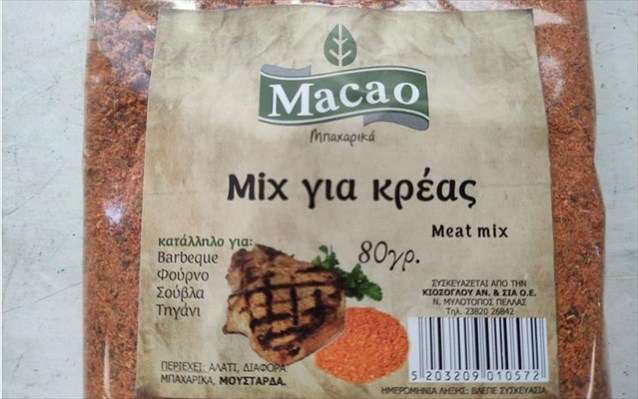 Macao
Μπαχαρικά
Mix για κρέας
Meat mix
80γρ.
κατάλληλο για:
Barbeque
Φούρνο
Σούβλα
Τηγάνι
ΣΥΣΚΕΥΑΖΕΤΑΙ ΑΠΟ ΤΗΝ
ΚΙΟΣΟΓΛΟΥ ΑΝ. & ΣΙΑ Ο.Ε.
Ν. ΜΥΛΟΤΟΠΟΣ ΠΕΛΛΑΣ
Τηλ. 23820 26842
ΠΕΡΙΕΧΕΙ: ΑΛΑΤΙ, ΔΙΑΦΟΡΑ
ΜΠΑΧΑΡΙΚΑ, ΜΟΥΣΤΑΡΔΑ.
5 203209 010572
ΗΜΕΡΟΜΗΝΙΑ ΛΗΞΗΣ: ΒΛΕΠΕ ΣΥΣΚΕΥΑΣΙΑ